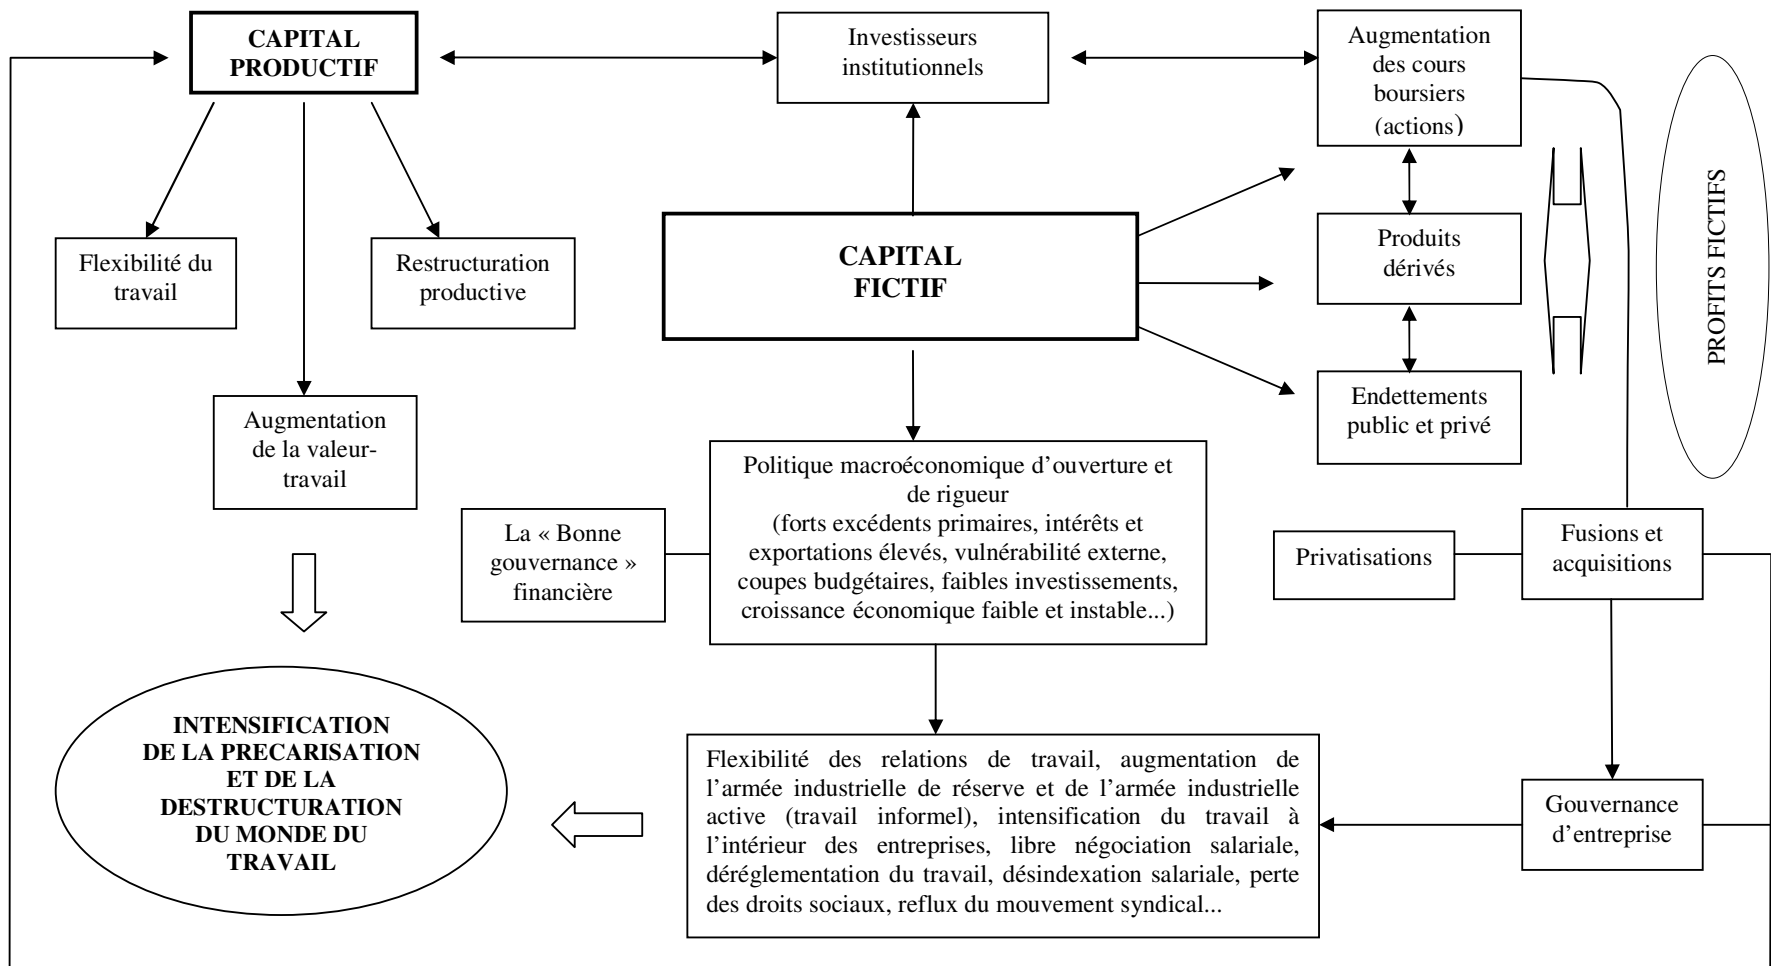 CAPITAL
PRODUCTIF
Investisseurs
institutionnels
Augmentation
des cours
boursiers
(actions)
PROFITS FICTIFS
Flexibilité du
travail
Restructuration
productive
CAPITAL
FICTIF
Produits
dérivés
Augmentation
de la valeur-
travail
Endettements
public et privé
La « Bonne
gouvernance »
financière
Politique macroéconomique d’ouverture et
de rigueur
(forts excédents primaires, intérêts et
exportations élevés, vulnérabilité externe,
coupes budgétaires, faibles investissements,
croissance économique faible et instable...)
Privatisations
Fusions et
acquisitions
INTENSIFICATION
DE LA PRECARISATION
ET DE LA
DESTRUCTURATION
DU MONDE DU
TRAVAIL
Flexibilité des relations de travail, augmentation de
l’armée industrielle de réserve et de l’armée industrielle
active (travail informel), intensification du travail à
l’intérieur des entreprises, libre négociation salariale,
déréglementation du travail, désindexation salariale, perte
des droits sociaux, reflux du mouvement syndical...
Gouvernance
d’entreprise